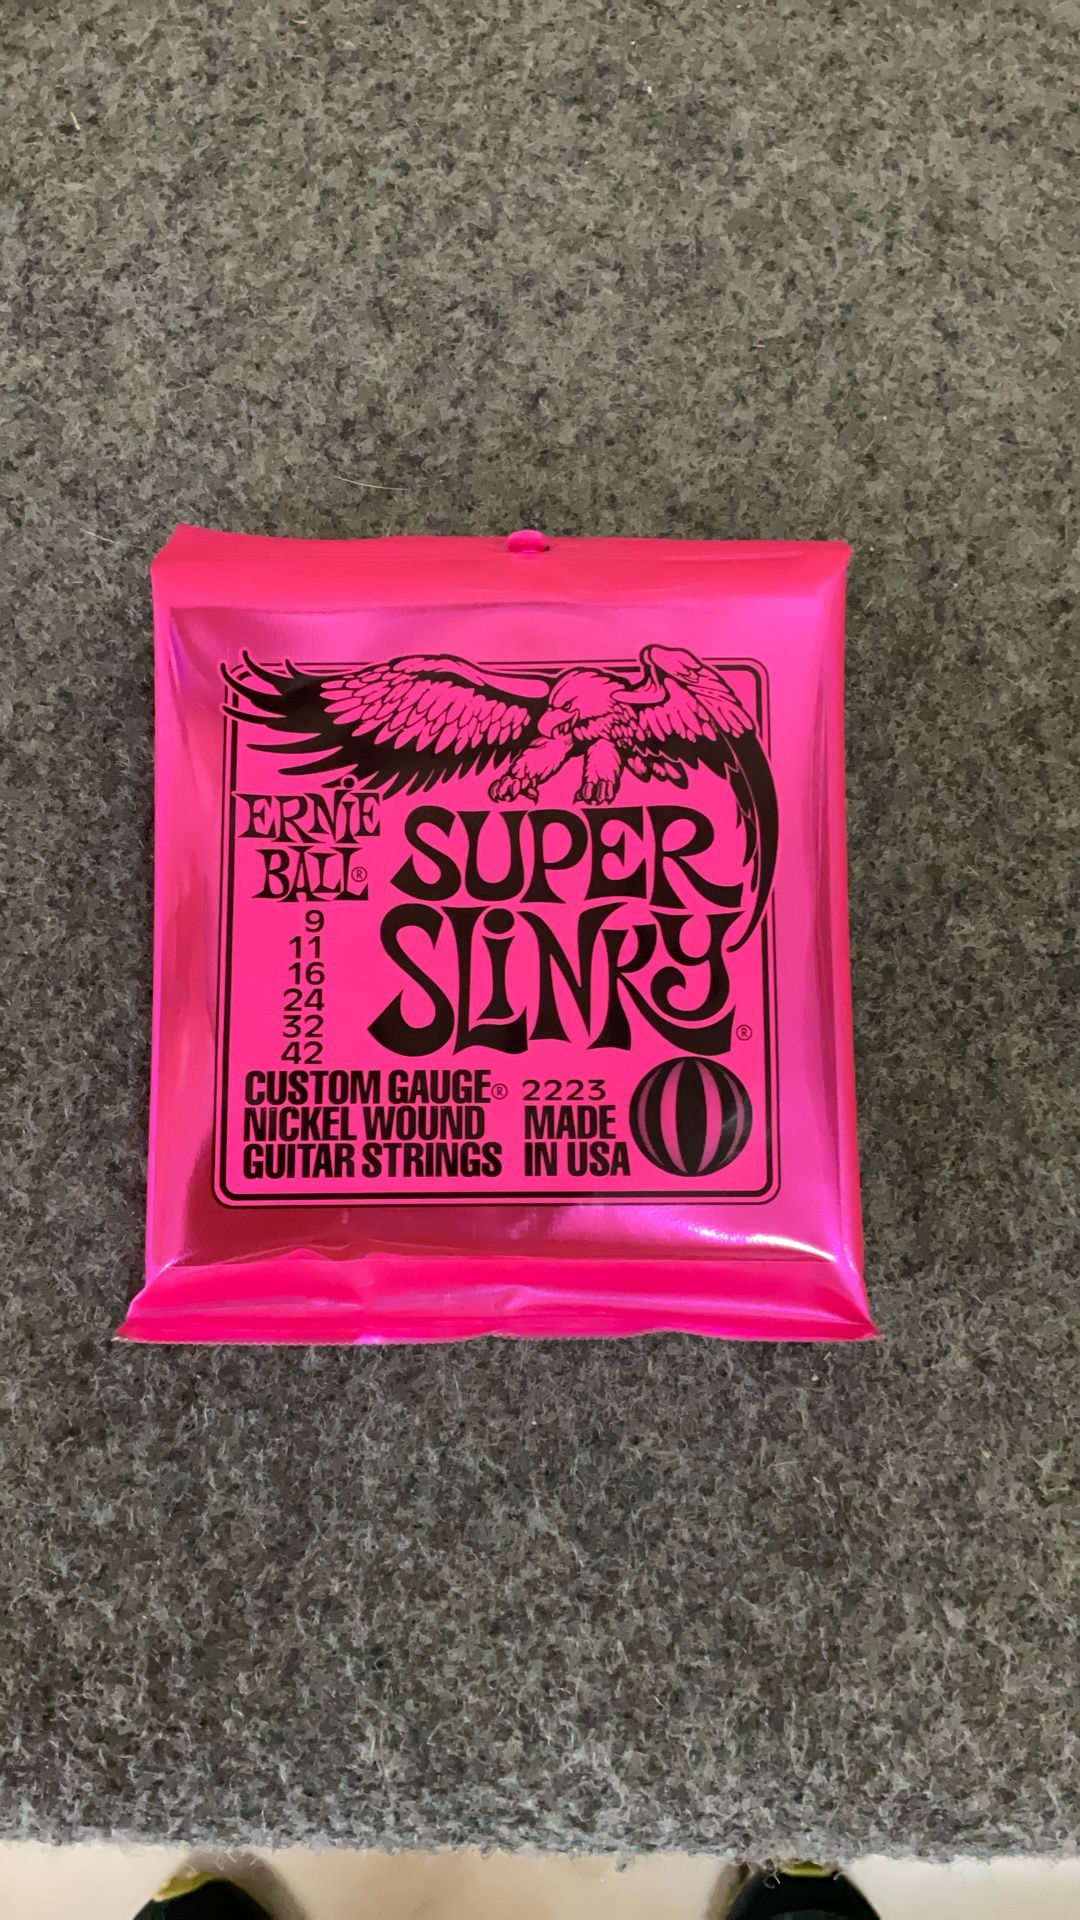 ERNiE
BALL®
SUPER
SLiNKY®
9
11
16
24
32
42
CUSTOM GAUGE®
NICKEL WOUND
GUITAR STRINGS
2223
MADE
IN USA